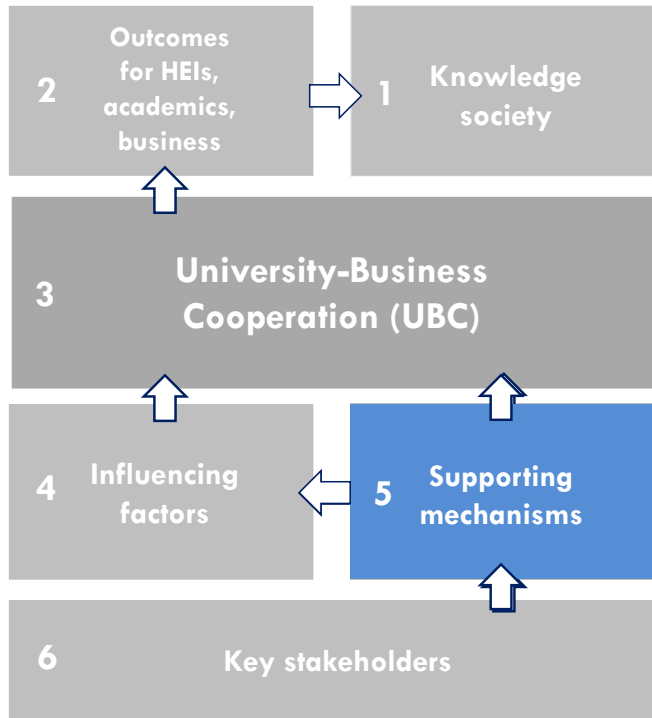 2
Outcomes
for HEIs,
academics,
business
1
Knowledge
society
3
University-Business
Cooperation (UBC)
4
Influencing
factors
5
Supporting
mechanisms
6
Key stakeholders